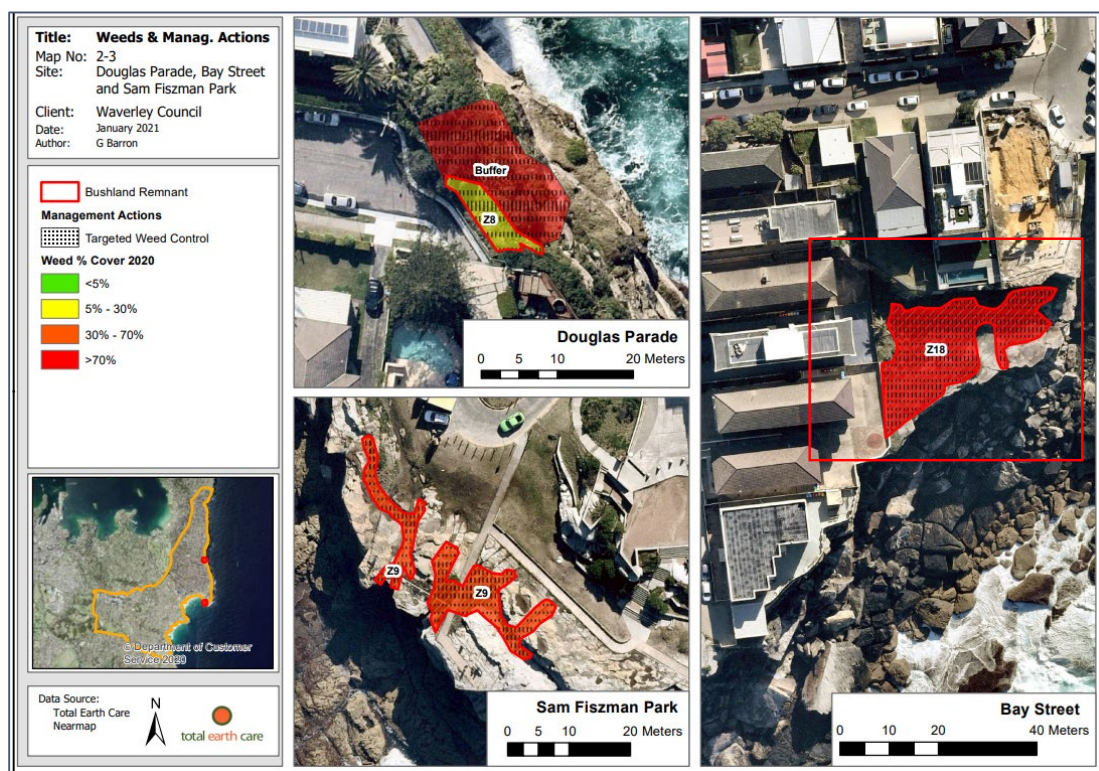 Title: Weeds & Manag. Actions
Map No: 2-3
Site: Douglas Parade, Bay Street
and Sam Fiszman Park
Client: Waverley Council
Date: January 2021
Author: G Barron
Bushland Remnant
Management Actions
Targeted Weed Control
Weed % Cover 2020
<5%
5% - 30%
30% - 70%
>70%
© Department of Customer
Service 2020
Data Source:
Total Earth Care
Nearmap
N
total earth care
Buffer
Z8
Douglas Parade
0 5 10 20 Meters
Z9
Z9
Sam Fiszman Park
0 5 10 20 Meters
Z18
Bay Street
0 10 20 40 Meters